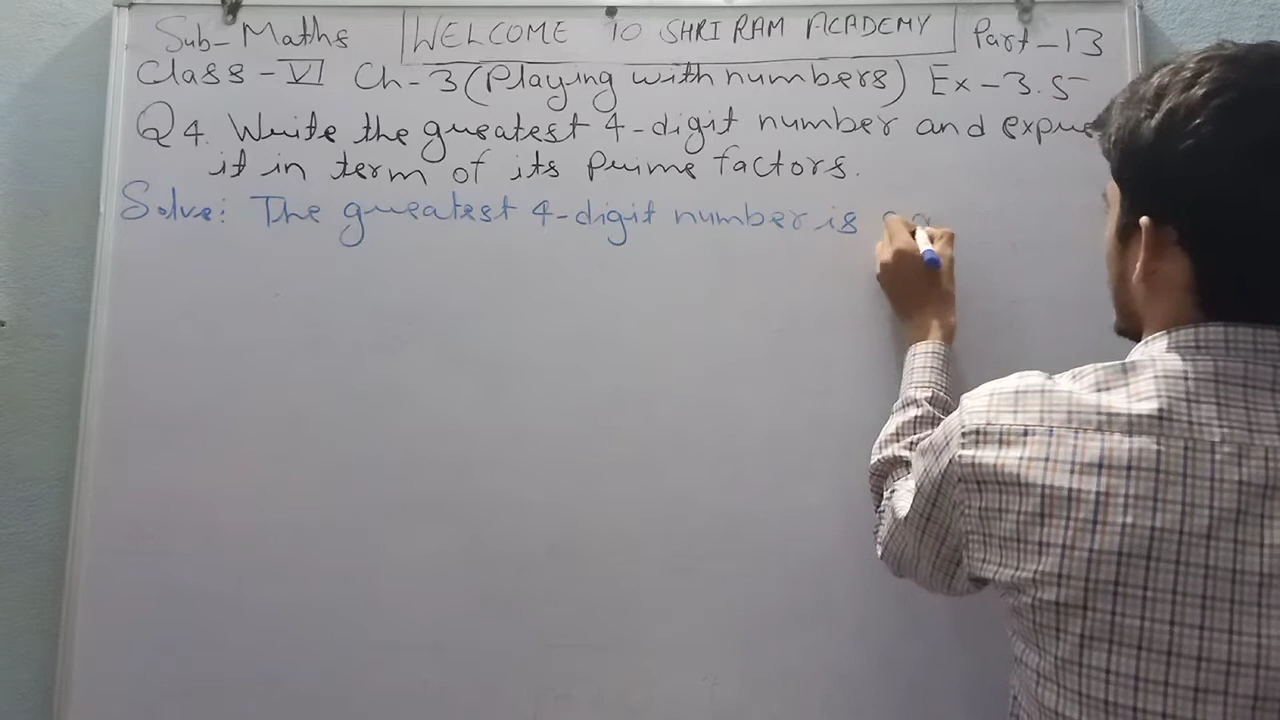 Sub-Maths WELCOME TO SHRI RAM ACADEMY Part-13
Class-VI Ch-3 (Playing with numbers) Ex-3.5
Q4. Write the greatest 4-digit number and
it in term of its Prime factors.
Solve: The greatest 4-digit number is